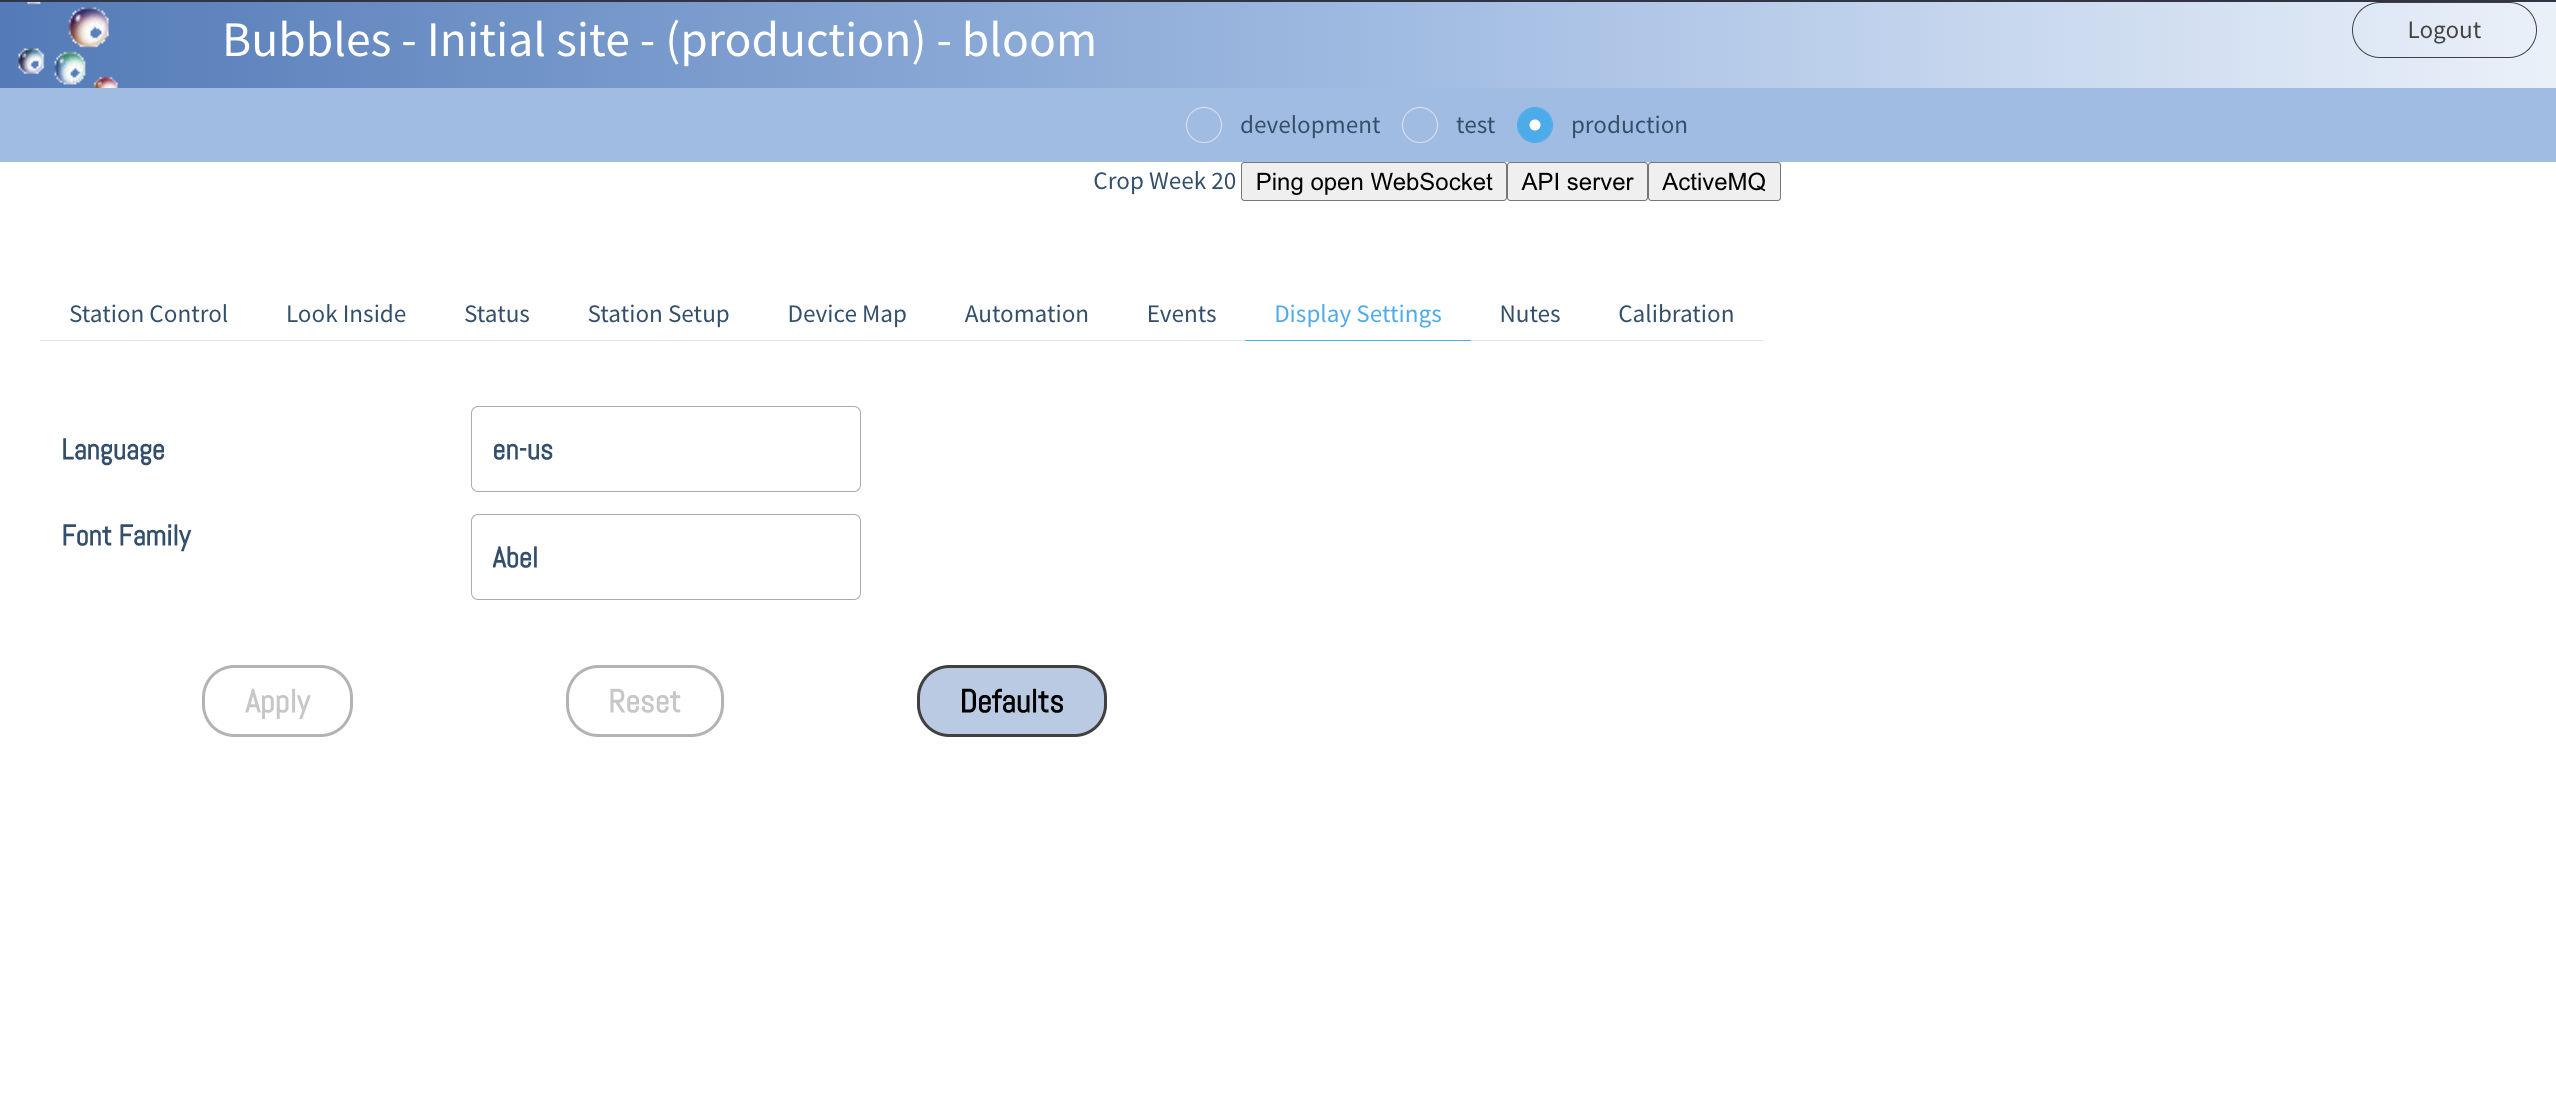 Bubbles - Initial site - (production) - bloom
Logout
development test production
Crop Week 20 Ping open WebSocket API server ActiveMQ
Station Control Look Inside Status Station Setup Device Map Automation Events Display Settings Nutes Calibration
Language en-us
Font Family Abel
Apply Reset Defaults